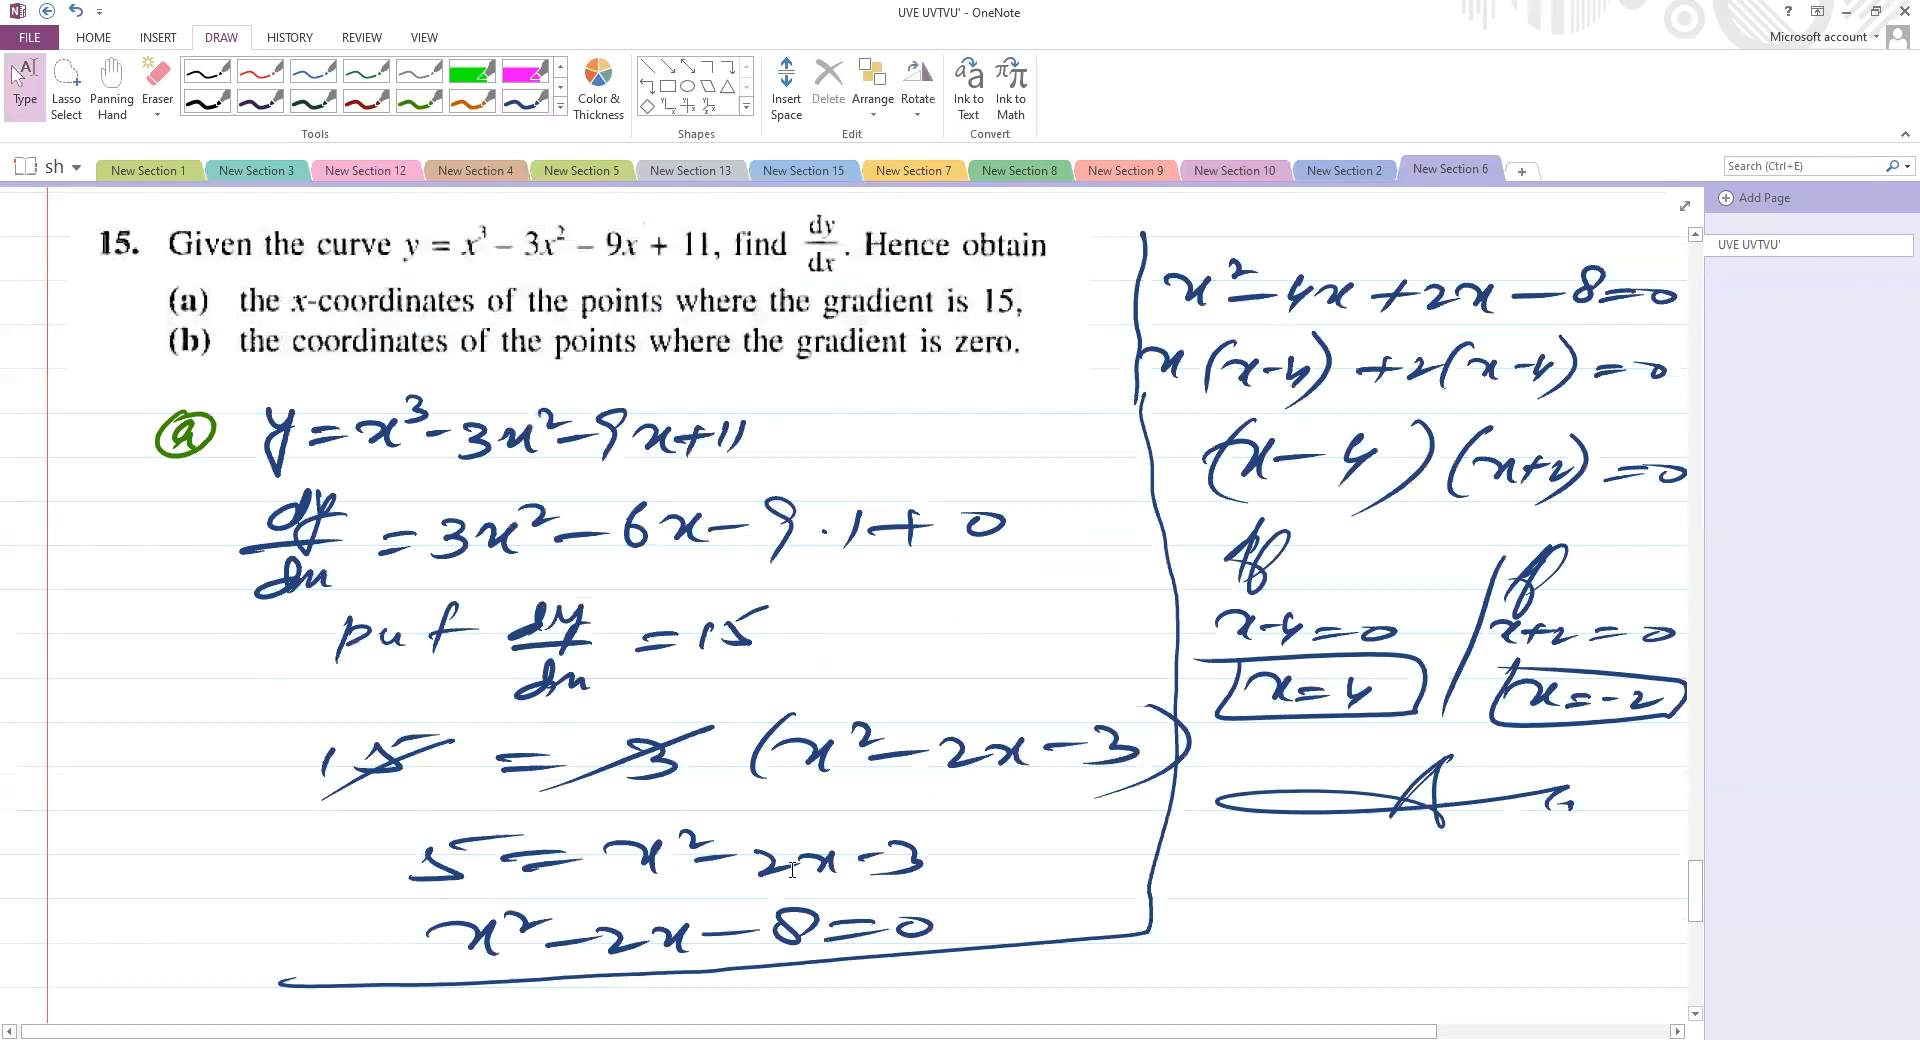 UVE UVTVU' - OneNote
?
FILE HOME INSERT DRAW HISTORY REVIEW VIEW
Microsoft account
Type
Lasso Select
Panning Hand
Eraser
Color & Thickness
Insert Space
Delete
Arrange
Rotate
Ink to Text
Ink to Math
Tools Shapes Edit Convert
sh New Section 1 New Section 3 New Section 12 New Section 4 New Section 5 New Section 13 New Section 15 New Section 7 New Section 8 New Section 9 New Section 10 New Section 2 New Section 6
Search (Ctrl+E)
Add Page
UVE UVTVU'
15. Given the curve y = x³ − 3x² − 9x + 11, find dy/dx. Hence obtain
(a) the x-coordinates of the points where the gradient is 15,
(b) the coordinates of the points where the gradient is zero.
(a) y = x³ - 3x² - 9x + 11
dy/dx = 3x² - 6x - 9 . 1 + 0
put dy/dx = 15
15 = 3 (x² - 2x - 3)
5 = x² - 2x - 3
x² - 2x - 8 = 0
x² - 4x + 2x - 8 = 0
x (x-4) + 2(x-4) = 0
(x - 4) (x+2) = 0
If
x-4 = 0
x = 4
If
x+2 = 0
x = -2